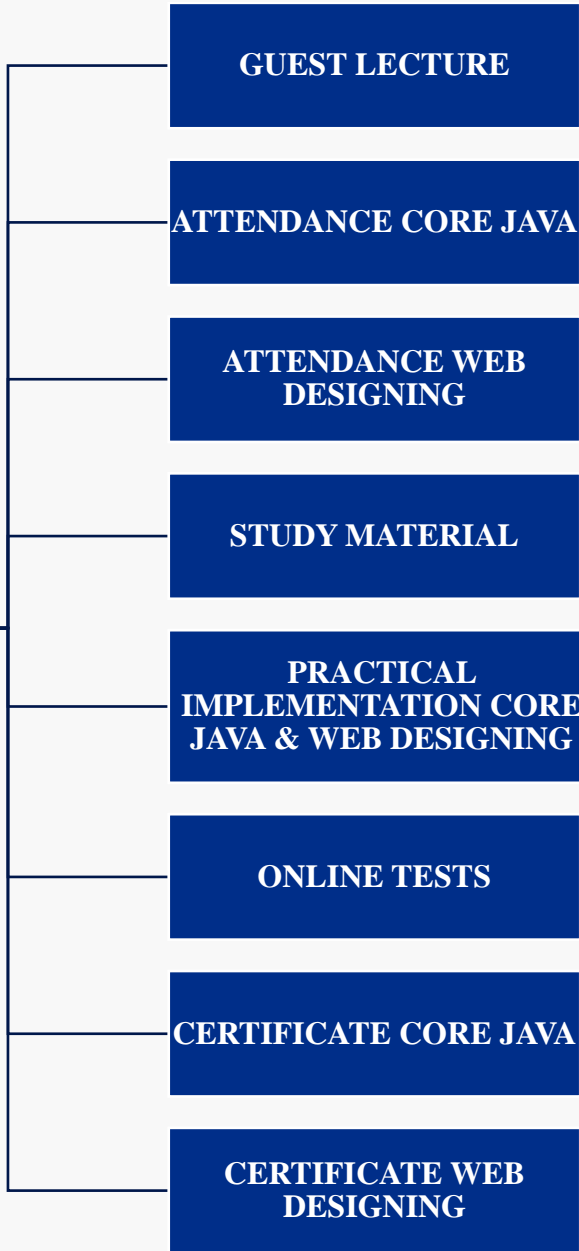 GUEST LECTURE
ATTENDANCE CORE JAVA
ATTENDANCE WEB
DESIGNING
STUDY MATERIAL
PRACTICAL
IMPLEMENTATION CORE
JAVA & WEB DESIGNING
ONLINE TESTS
CERTIFICATE CORE JAVA
CERTIFICATE WEB
DESIGNING